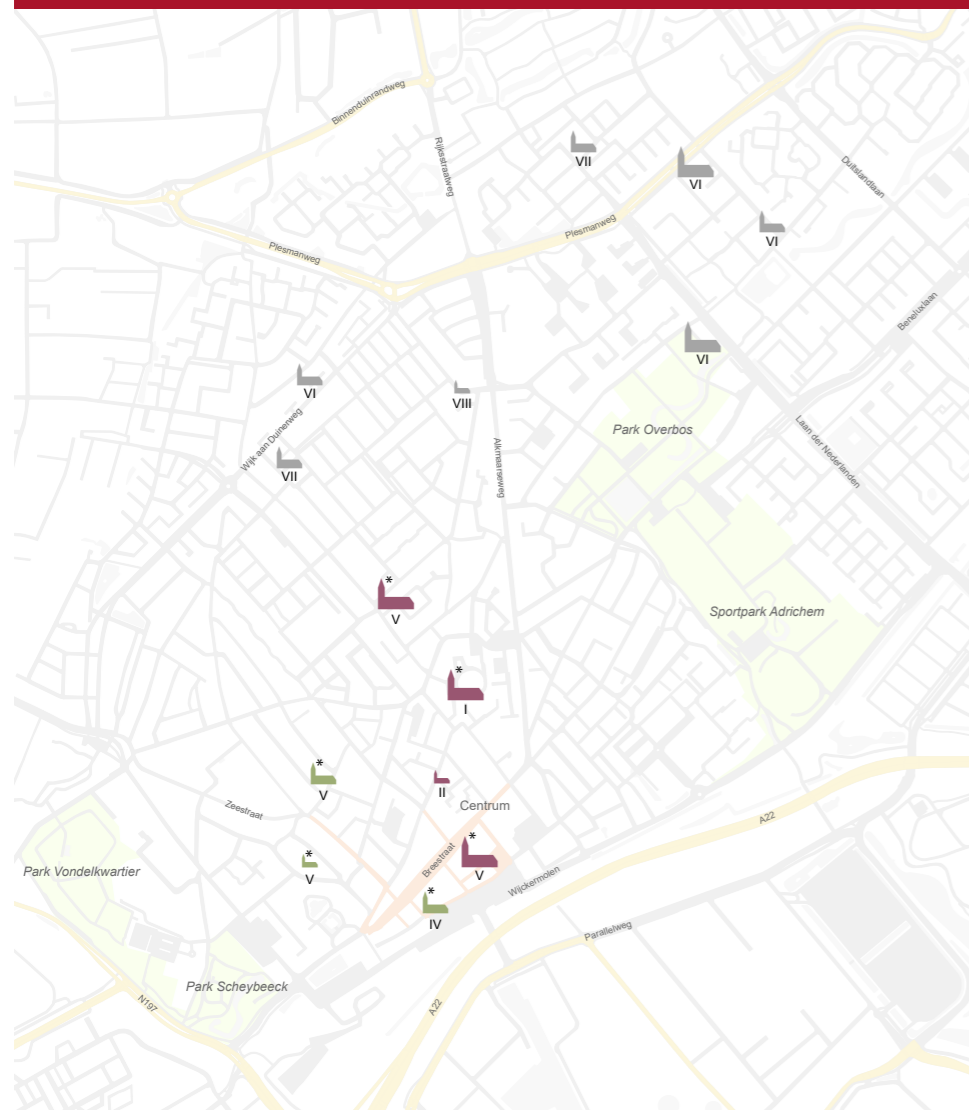 Binnenduinrandweg
Rijksstraatweg
VII
VI
Duitslandlaan
Plesmanweg
VI
Plesmanweg
Beneluxlaan
VI
VI
VIII
Park Overbos
Wijk aan Duinerweg
Laan der Nederlanden
Alkmaarseweg
VII
*
V
Sportpark Adrichem
*
I
*
V
II
Zeestraat
Centrum
A22
*
V
*
V
Breestraat
Park Vondelkwartier
Wijckermolen
*
IV
Parallelweg
Park Scheybeeck
N197
A22